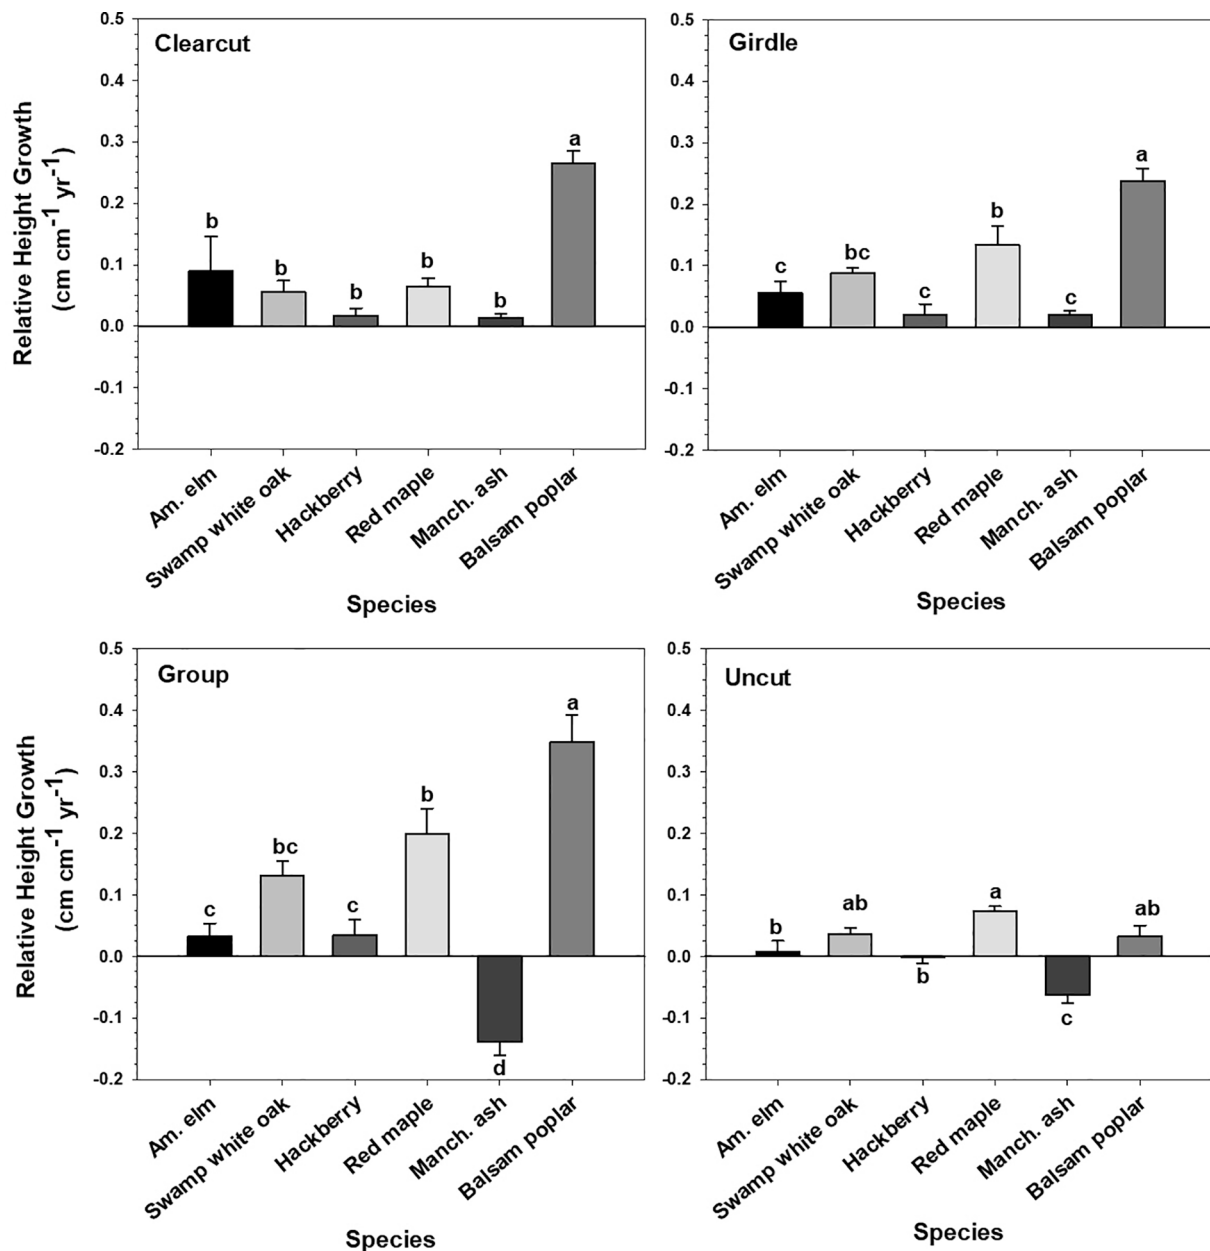 Clearcut
Relative Height Growth
(cm cm-1 yr-1)
0.5
0.4
0.3
0.2
0.1
0.0
-0.1
-0.2
b
b
b
b
b
a
Am. elm
Swamp white oak
Hackberry
Red maple
Manch. ash
Balsam poplar
Species
Girdle
0.5
0.4
0.3
0.2
0.1
0.0
-0.1
-0.2
c
bc
c
b
c
a
Am. elm
Swamp white oak
Hackberry
Red maple
Manch. ash
Balsam poplar
Species
Group
Relative Height Growth
(cm cm-1 yr-1)
0.5
0.4
0.3
0.2
0.1
0.0
-0.1
-0.2
c
bc
c
b
d
a
Am. elm
Swamp white oak
Hackberry
Red maple
Manch. ash
Balsam poplar
Species
Uncut
0.5
0.4
0.3
0.2
0.1
0.0
-0.1
-0.2
b
ab
b
a
c
ab
Am. elm
Swamp white oak
Hackberry
Red maple
Manch. ash
Balsam poplar
Species